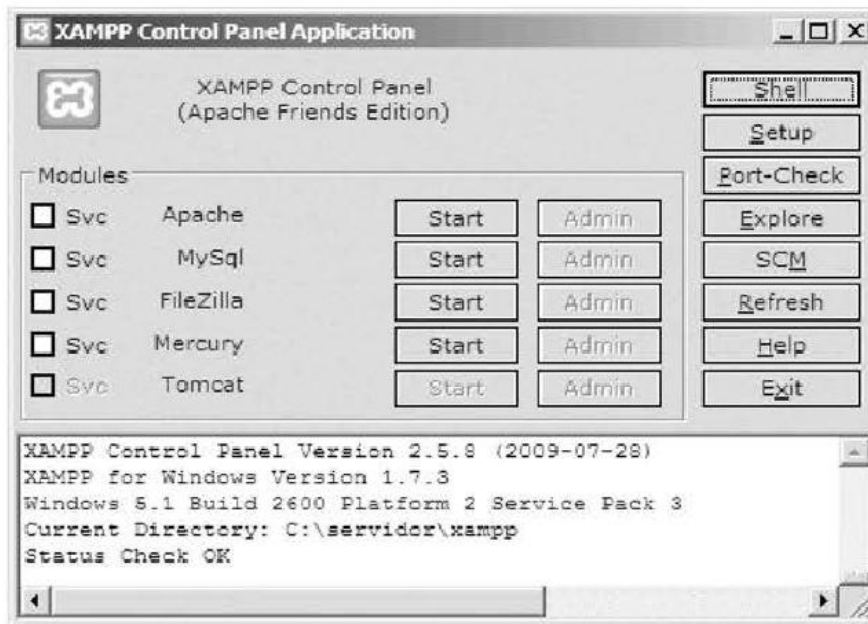 XAMPP Control Panel Application
XAMPP Control Panel
(Apache Friends Edition)
Shell
Setup
Port-Check
Explore
SCM
Refresh
Help
Exit
Modules
Svc Apache Start Admin
Svc MySql Start Admin
Svc FileZilla Start Admin
Svc Mercury Start Admin
Svc Tomcat Start Admin
XAMPP Control Panel Version 2.5.8 (2009-07-28)
XAMPP for Windows Version 1.7.3
Windows 5.1 Build 2600 Platform 2 Service Pack 3
Current Directory: C:\servidor\xampp
Status Check OK